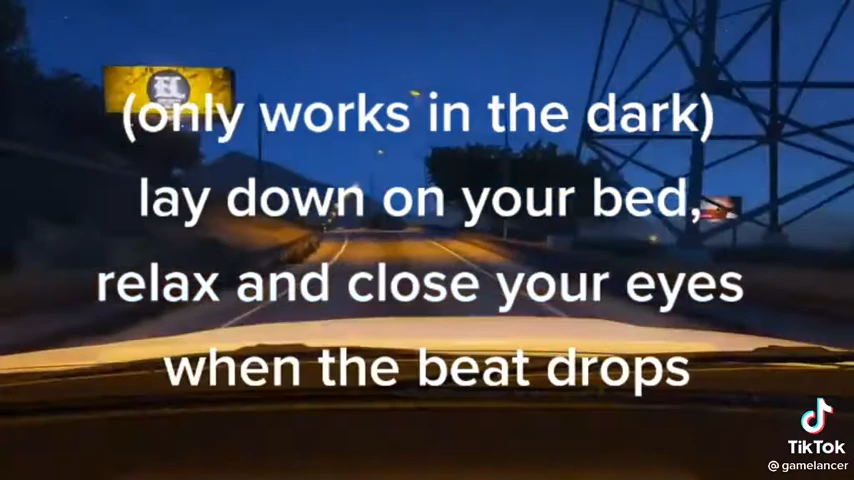 (only works in the dark)
lay down on your bed,
relax and close your eyes
when the beat drops
TikTok
@ gamelancer